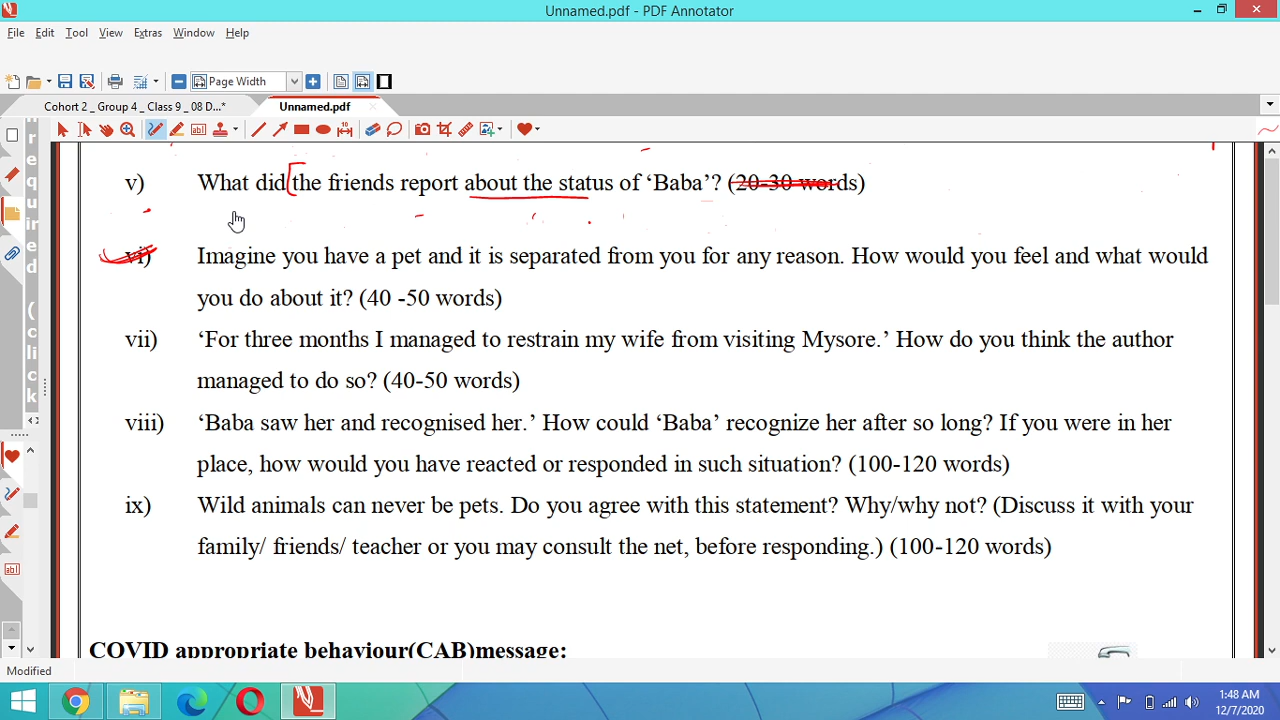 Unnamed.pdf - PDF Annotator
File Edit Tool View Extras Window Help
Page Width
Cohort 2 _ Group 4 _ Class 9 _ 08 D...* Unnamed.pdf
v) What did the friends report about the status of ‘Baba’? (20-30 words)
vi) Imagine you have a pet and it is separated from you for any reason. How would you feel and what would
you do about it? (40 -50 words)
vii) ‘For three months I managed to restrain my wife from visiting Mysore.’ How do you think the author
managed to do so? (40-50 words)
viii) ‘Baba saw her and recognised her.’ How could ‘Baba’ recognize her after so long? If you were in her
place, how would you have reacted or responded in such situation? (100-120 words)
ix) Wild animals can never be pets. Do you agree with this statement? Why/why not? (Discuss it with your
family/ friends/ teacher or you may consult the net, before responding.) (100-120 words)
COVID appropriate behaviour(CAB)message:
required (click
Modified
1:48 AM
12/7/2020